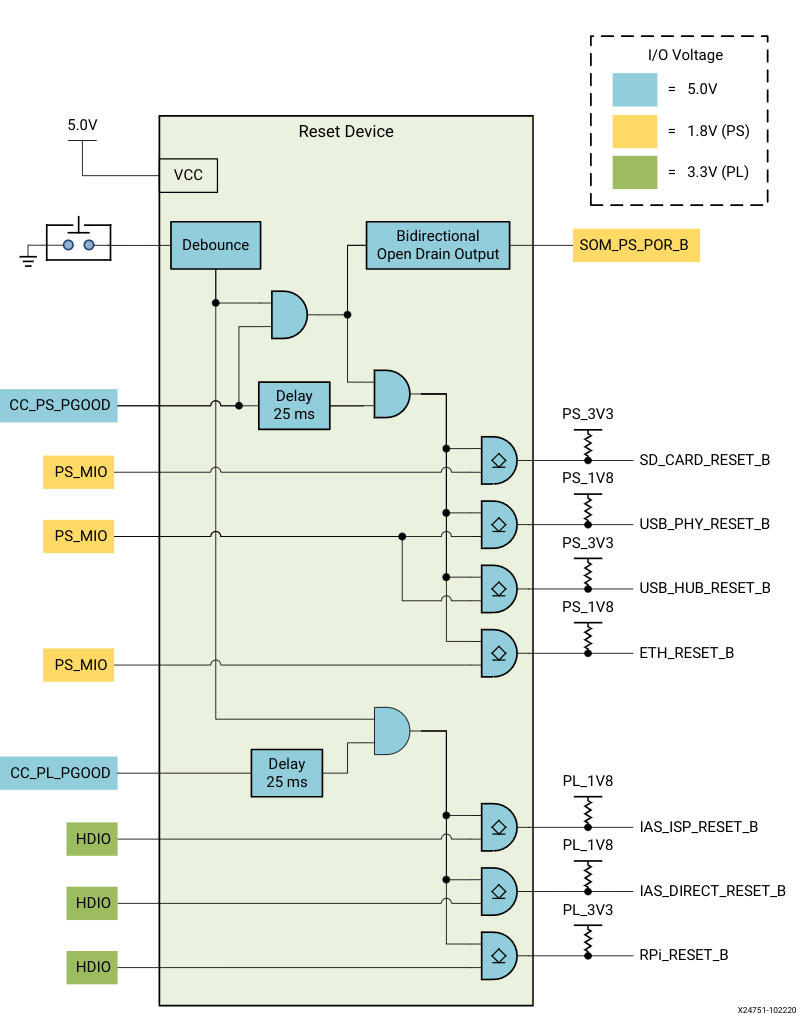 I/O Voltage
= 5.0V
= 1.8V (PS)
= 3.3V (PL)
5.0V
Reset Device
VCC
Debounce
Bidirectional
Open Drain Output
SOM_PS_POR_B
CC_PS_PGOOD
Delay
25 ms
PS_3V3
PS_MIO
SD_CARD_RESET_B
PS_1V8
PS_MIO
USB_PHY_RESET_B
PS_3V3
USB_HUB_RESET_B
PS_1V8
PS_MIO
ETH_RESET_B
CC_PL_PGOOD
Delay
25 ms
PL_1V8
HDIO
IAS_ISP_RESET_B
PL_1V8
HDIO
IAS_DIRECT_RESET_B
PL_3V3
HDIO
RPi_RESET_B
X24751-102220